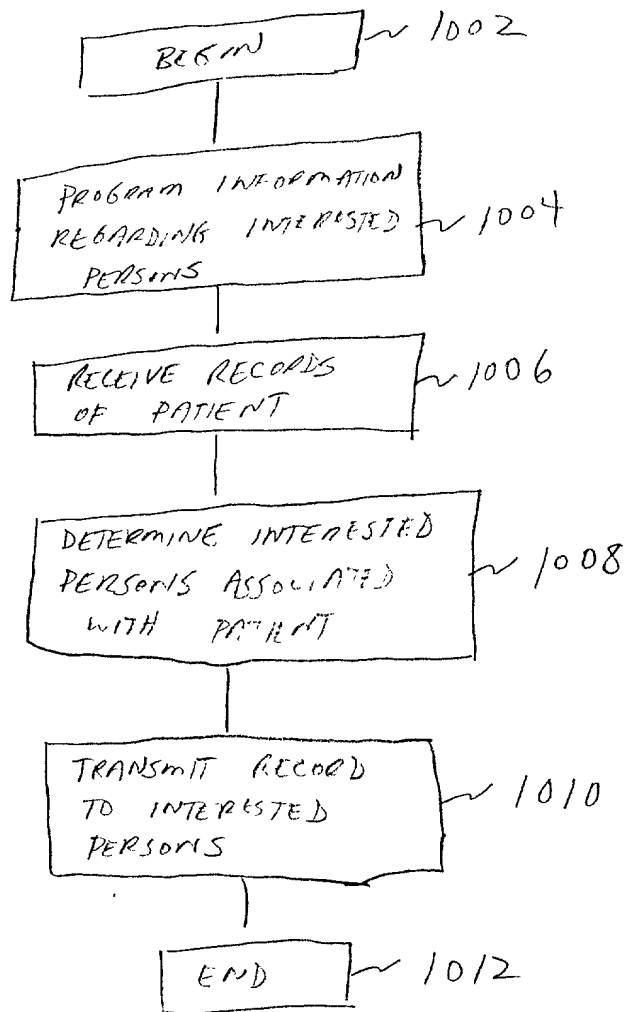 BEGIN 1002
PROGRAM INFORMATION
REGARDING INTERESTED 1004
PERSONS
RECEIVE RECORDS 1006
OF PATIENT
DETERMINE INTERESTED
PERSONS ASSOCIATED 1008
WITH PATIENT
TRANSMIT RECORD
TO INTERESTED 1010
PERSONS
END 1012